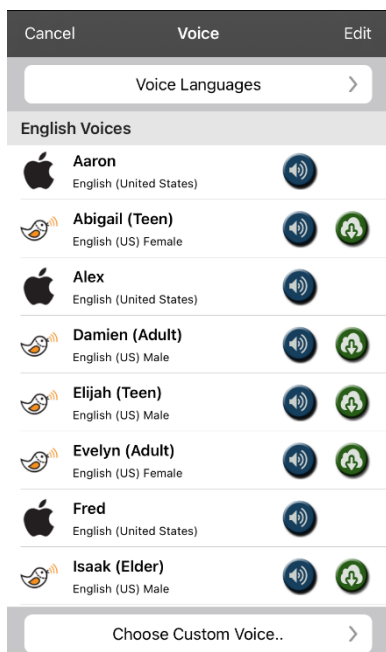 Cancel Voice Edit
Voice Languages
English Voices
Aaron
English (United States)
Abigail (Teen)
English (US) Female
Alex
English (United States)
Damien (Adult)
English (US) Male
Elijah (Teen)
English (US) Male
Evelyn (Adult)
English (US) Female
Fred
English (United States)
Isaak (Elder)
English (US) Male
Choose Custom Voice..